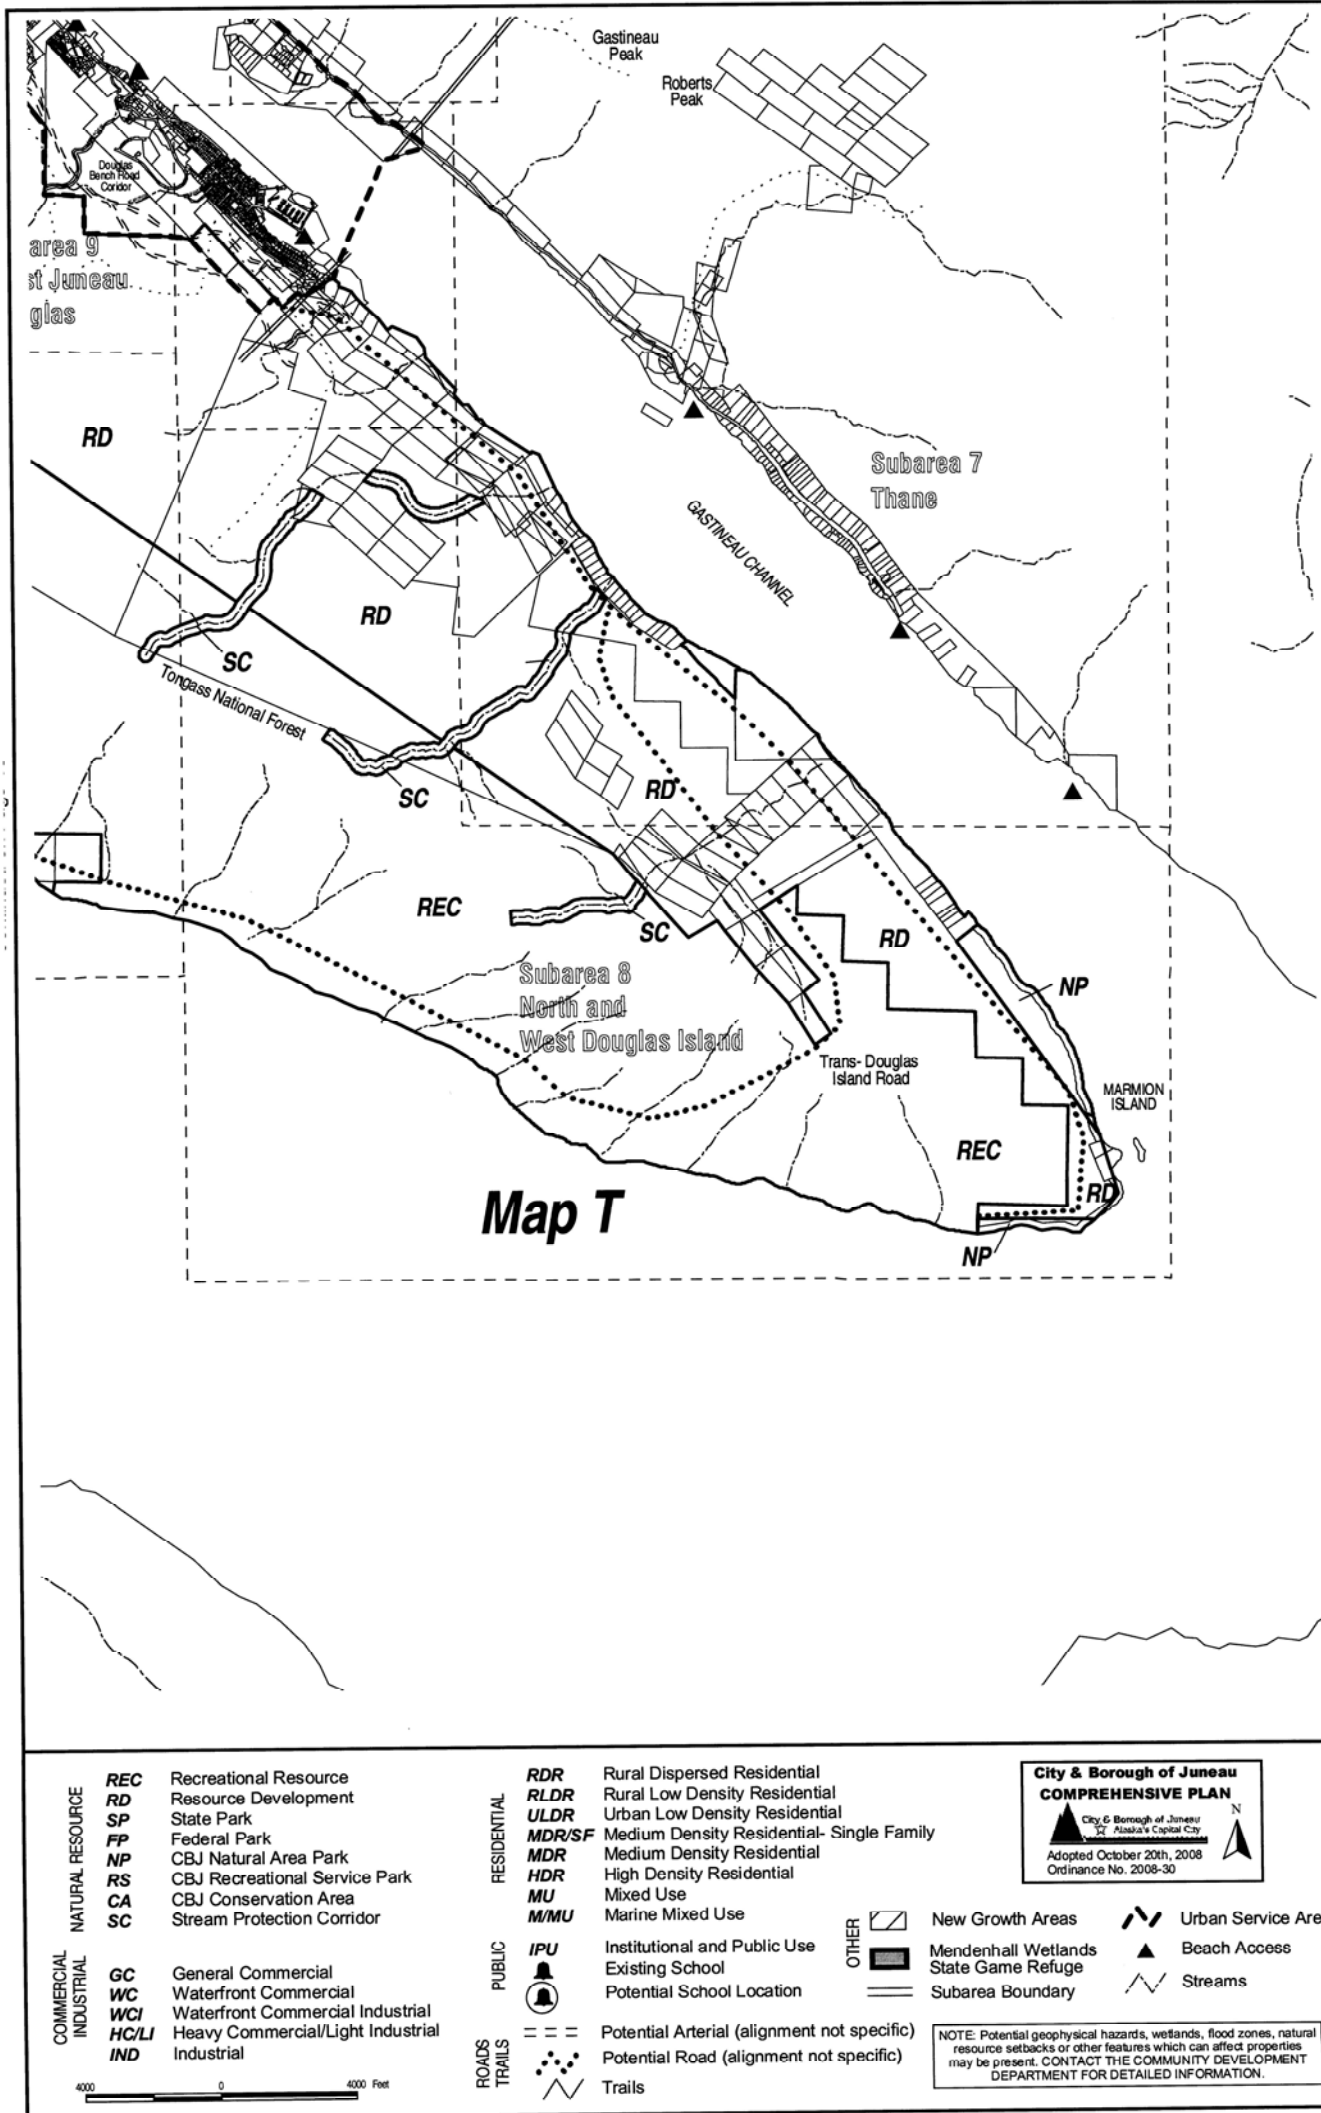 Gastineau
Peak
Roberts
Peak
Douglas
Bench Road
Coridor
area 9
st Juneau
glas
RD
Subarea 7
Thane
GASTINEAU CHANNEL
RD
SC
Tongass National Forest
SC
RD
REC
SC
RD
NP
Subarea 8
North and
West Douglas Island
Trans-Douglas
Island Road
MARMION
ISLAND
REC
RD
Map T
NP
NATURAL RESOURCE
REC Recreational Resource
RD Resource Development
SP State Park
FP Federal Park
NP CBJ Natural Area Park
RS CBJ Recreational Service Park
CA CBJ Conservation Area
SC Stream Protection Corridor
COMMERCIAL
INDUSTRIAL
GC General Commercial
WC Waterfront Commercial
WCI Waterfront Commercial Industrial
HC/LI Heavy Commercial/Light Industrial
IND Industrial
4000 0 4000 Feet
RESIDENTIAL
RDR Rural Dispersed Residential
RLDR Rural Low Density Residential
ULDR Urban Low Density Residential
MDR/SF Medium Density Residential- Single Family
MDR Medium Density Residential
HDR High Density Residential
MU Mixed Use
M/MU Marine Mixed Use
PUBLIC
IPU Institutional and Public Use
Existing School
Potential School Location
ROADS
TRAILS
Potential Arterial (alignment not specific)
Potential Road (alignment not specific)
Trails
OTHER
New Growth Areas
Mendenhall Wetlands
State Game Refuge
Subarea Boundary
Urban Service Are
Beach Access
Streams
City & Borough of Juneau
COMPREHENSIVE PLAN
City & Borough of Juneau
Alaska's Capital City
N
Adopted October 20th, 2008
Ordinance No. 2008-30
NOTE: Potential geophysical hazards, wetlands, flood zones, natural
resource setbacks or other features which can affect properties
may be present. CONTACT THE COMMUNITY DEVELOPMENT
DEPARTMENT FOR DETAILED INFORMATION.